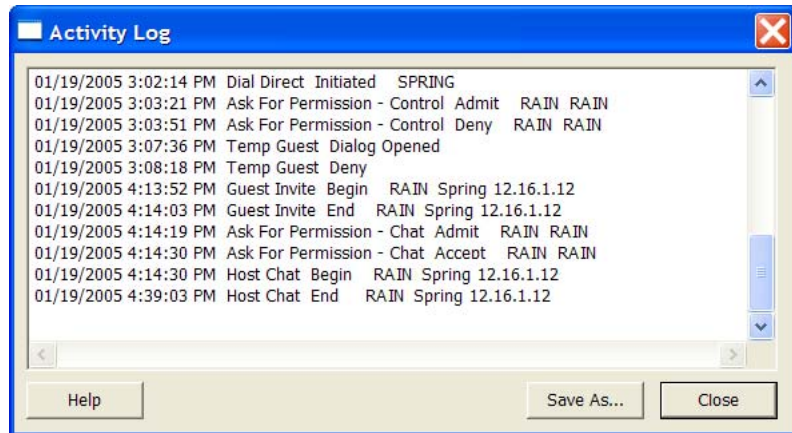 Activity Log
01/19/2005 3:02:14 PM Dial Direct Initiated SPRING
01/19/2005 3:03:21 PM Ask For Permission - Control Admit RAIN RAIN
01/19/2005 3:03:51 PM Ask For Permission - Control Deny RAIN RAIN
01/19/2005 3:07:36 PM Temp Guest Dialog Opened
01/19/2005 3:08:18 PM Temp Guest Deny
01/19/2005 4:13:52 PM Guest Invite Begin RAIN Spring 12.16.1.12
01/19/2005 4:14:03 PM Guest Invite End RAIN Spring 12.16.1.12
01/19/2005 4:14:19 PM Ask For Permission - Chat Admit RAIN RAIN
01/19/2005 4:14:30 PM Ask For Permission - Chat Accept RAIN RAIN
01/19/2005 4:14:30 PM Host Chat Begin RAIN Spring 12.16.1.12
01/19/2005 4:39:03 PM Host Chat End RAIN Spring 12.16.1.12
Help Save As... Close